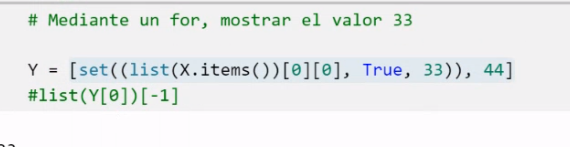 # Mediante un for, mostrar el valor 33
Y = [set((list(X.items())[0][0], True, 33)), 44]
#list(Y[0])[-1]